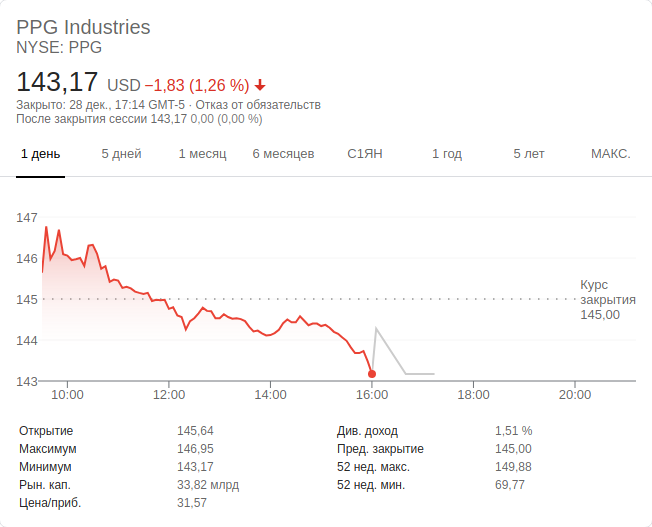 PPG Industries
NYSE: PPG
143,17 USD −1,83 (1,26 %)
Закрыто: 28 дек., 17:14 GMT-5 · Отказ от обязательств
После закрытия сессии 143,17 0,00 (0,00 %)
1 день 5 дней 1 месяц 6 месяцев С1ЯН 1 год 5 лет МАКС.
147
146
145
144
143
Курс
закрытия
145,00
10:00 12:00 14:00 16:00 18:00 20:00
Открытие 145,64 Див. доход 1,51 %
Максимум 146,95 Пред. закрытие 145,00
Минимум 143,17 52 нед. макс. 149,88
Рын. кап. 33,82 млрд 52 нед. мин. 69,77
Цена/приб. 31,57